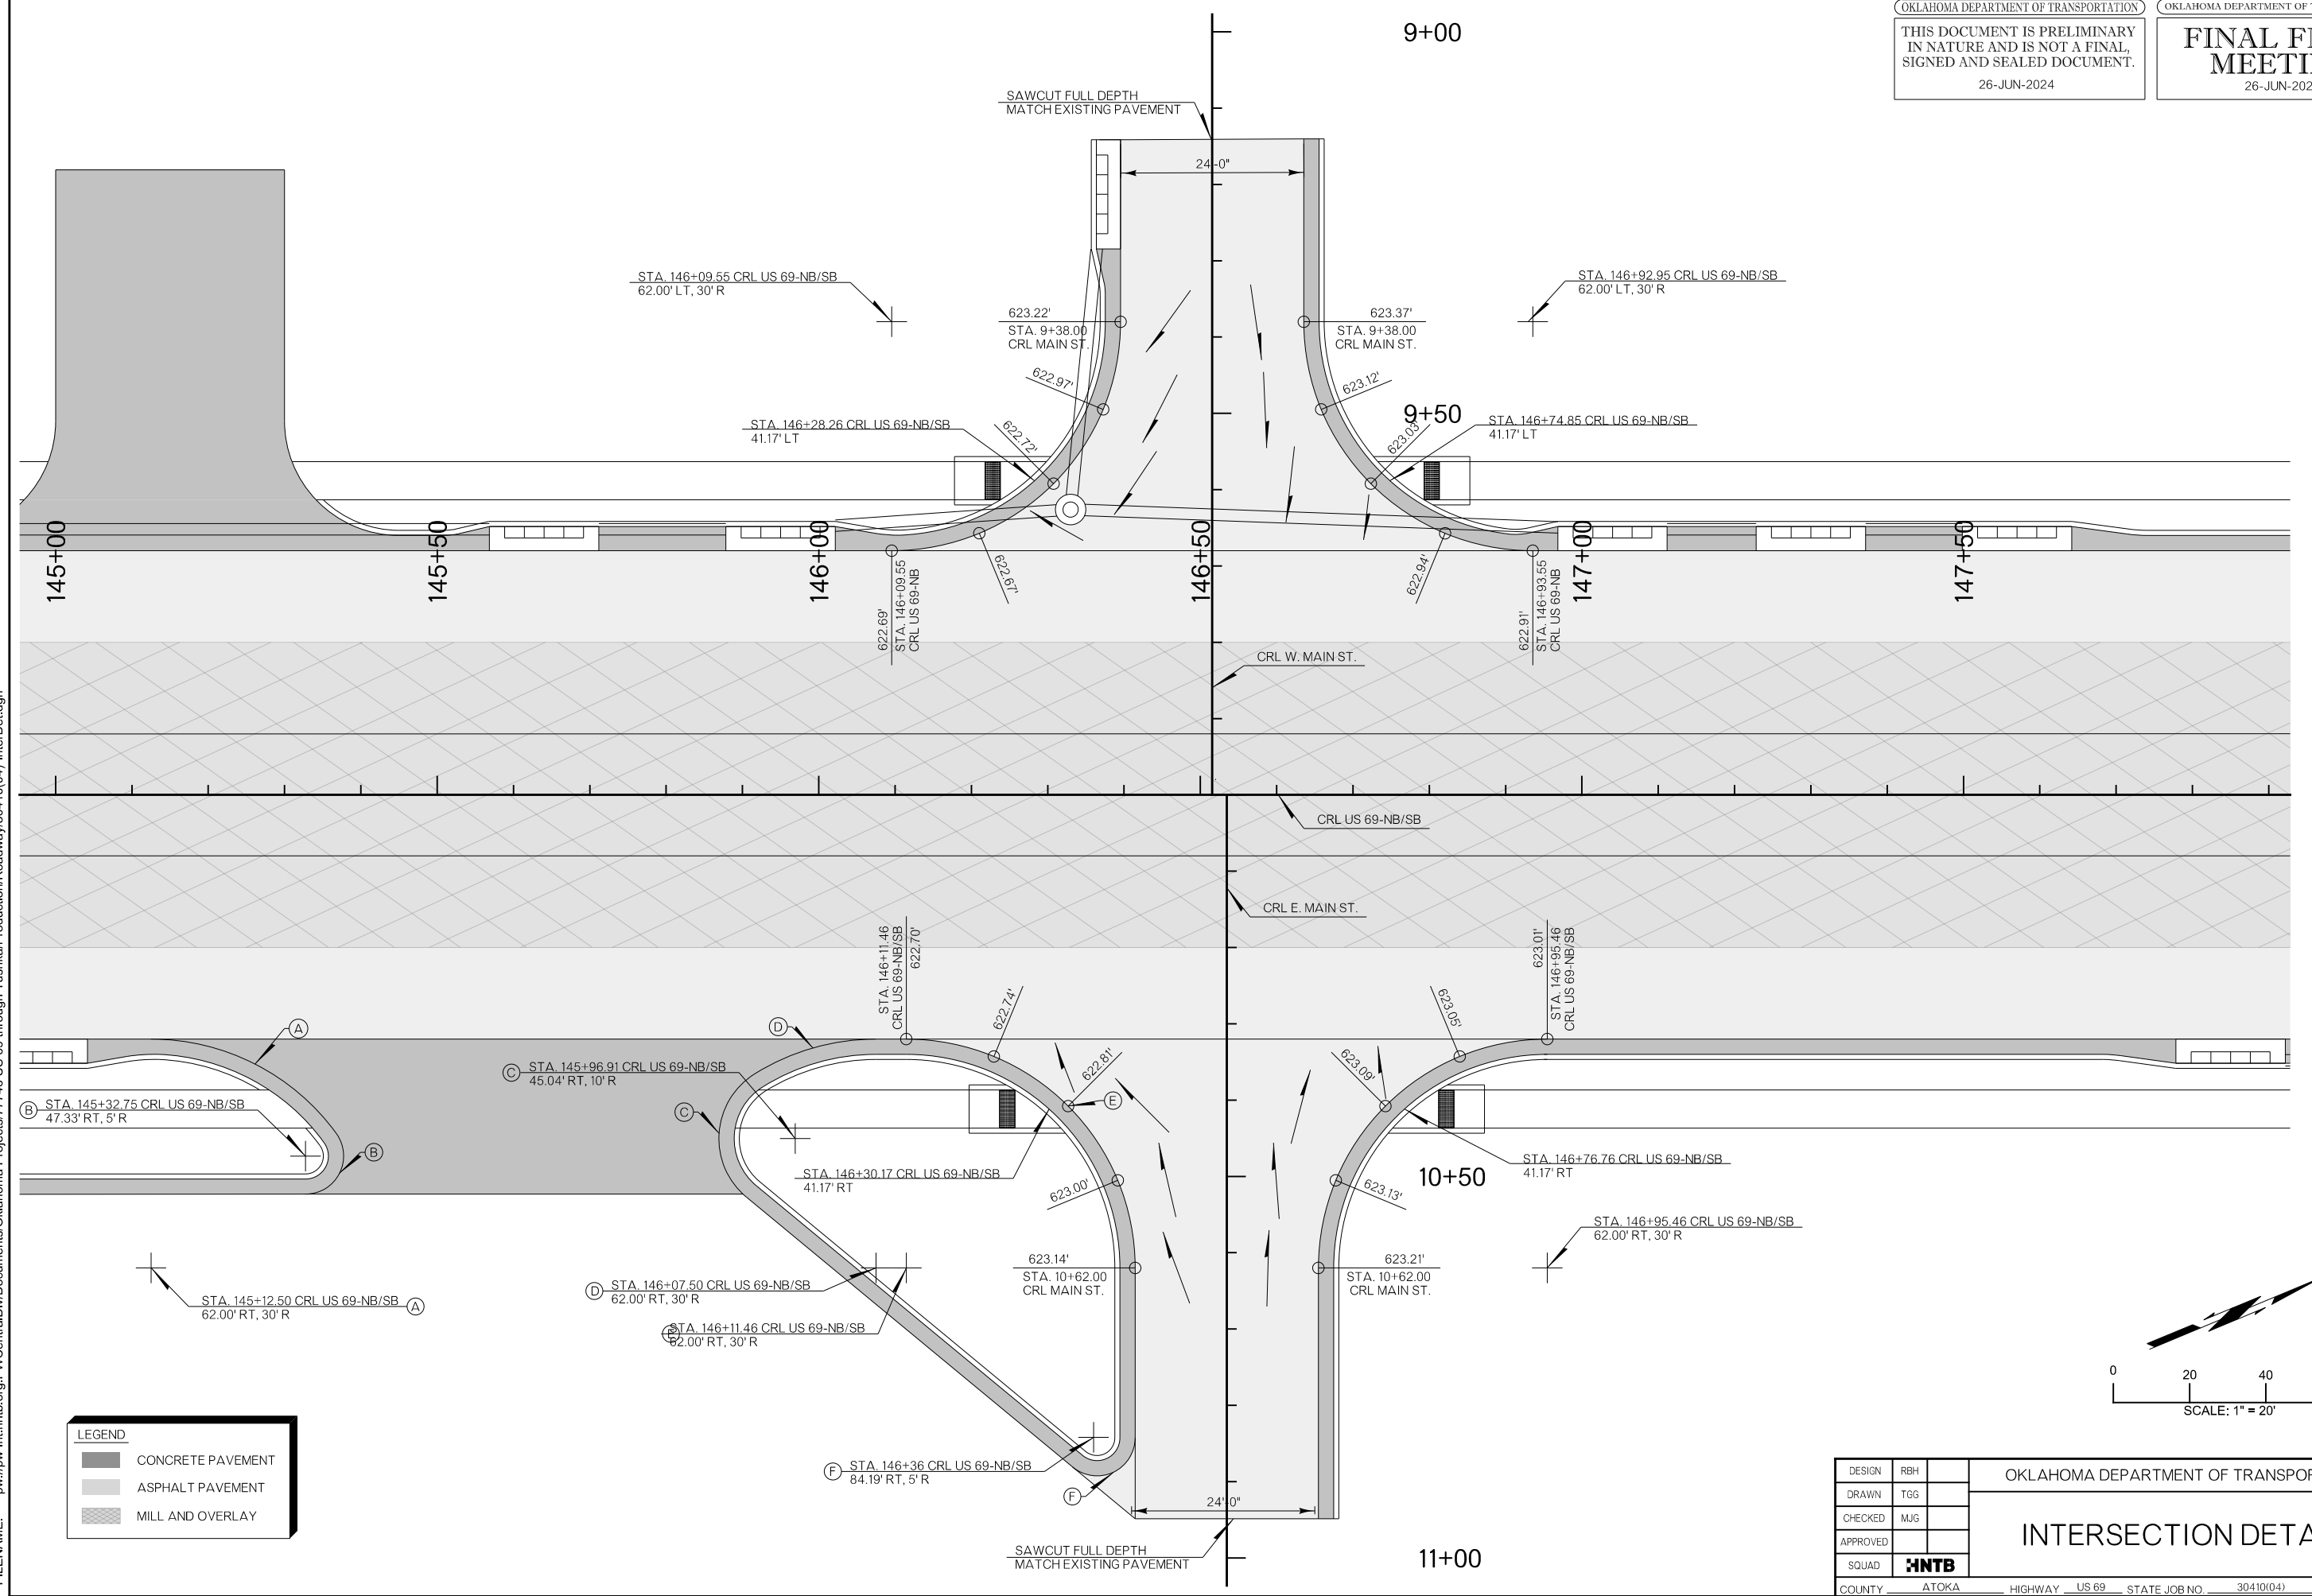 OKLAHOMA DEPARTMENT OF TRANSPORTATION
THIS DOCUMENT IS PRELIMINARY
IN NATURE AND IS NOT A FINAL,
SIGNED AND SEALED DOCUMENT.
26-JUN-2024
OKLAHOMA DEPARTMENT OF
FINAL
26-JUN-202
9+00
SAWCUT FULL DEPTH
MATCH EXISTING PAVEMENT
24'-0"
STA. 146+09.55 CRL US 69-NB/SB
62.00' LT, 30' R
STA. 146+92.95 CRL US 69-NB/SB
62.00' LT, 30' R
623.22'
STA. 9+38.00
CRL MAIN ST.
623.37'
STA. 9+38.00
CRL MAIN ST.
622.97'
623.12'
9+50
STA. 146+28.26 CRL US 69-NB/SB
41.17' LT
622.72'
623.03'
STA. 146+74.85 CRL US 69-NB/SB
41.17' LT
145+00
145+50
146+00
146+50
147+00
147+50
622.67'
622.94'
622.69'
STA. 146+09.55
CRL US 69-NB
622.91'
STA. 146+93.55
CRL US 69-NB
CRL W. MAIN ST.
CRL US 69-NB/SB
CRL E. MAIN ST.
STA. 146+11.46
CRL US 69-NB/SB
622.70'
623.01'
STA. 146+95.46
CRL US 69-NB/SB
622.74'
623.05'
A
D
C STA. 145+96.91 CRL US 69-NB/SB
45.04' RT, 10' R
622.81'
623.09'
B STA. 145+32.75 CRL US 69-NB/SB
47.33' RT, 5' R
C
E
B
STA. 146+30.17 CRL US 69-NB/SB
41.17' RT
623.00'
10+50
623.13'
STA. 146+76.76 CRL US 69-NB/SB
41.17' RT
STA. 146+95.46 CRL US 69-NB/SB
62.00' RT, 30' R
623.14'
STA. 10+62.00
CRL MAIN ST.
623.21'
STA. 10+62.00
CRL MAIN ST.
STA. 145+12.50 CRL US 69-NB/SB A
62.00' RT, 30' R
D STA. 146+07.50 CRL US 69-NB/SB
62.00' RT, 30' R
E STA. 146+11.46 CRL US 69-NB/SB
62.00' RT, 30' R
0 20 40
SCALE: 1" = 20'
LEGEND
CONCRETE PAVEMENT
ASPHALT PAVEMENT
MILL AND OVERLAY
F STA. 146+36 CRL US 69-NB/SB
84.19' RT, 5' R
F
24'-0"
SAWCUT FULL DEPTH
MATCH EXISTING PAVEMENT
11+00
DESIGN RBH
DRAWN TGG
CHECKED MJG
APPROVED
SQUAD HNTB
OKLAHOMA DEPARTMENT OF
INTERSECTION
COUNTY ATOKA HIGHWAY US 69 STATE JOB NO. 30410(04)